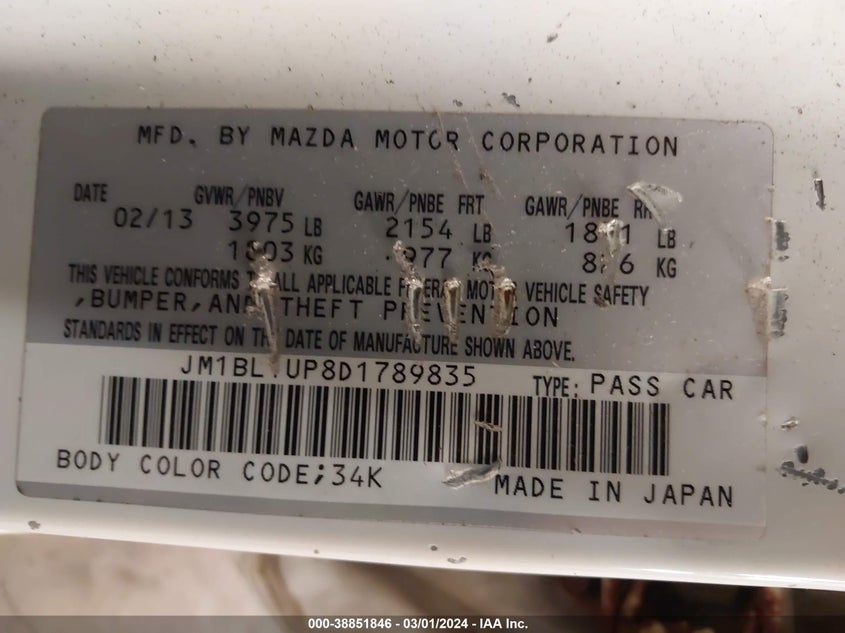 MFD. BY MAZDA MOTOR CORPORATION
DATE GVWR/PNBV GAWR/PNBE FRT GAWR/PNBE
02/13 3975 LB 2154 LB LB
KG KG KG
THIS VEHICLE CONFORMS ALL APPLICABLE VEHICLE SAFETY
,BUMPER, THEFT PREVENTION
STANDARDS IN EFFECT ON THE DATE OF MANUFACTURE SHOWN ABOVE.
TYPE: PASS CAR
BODY COLOR CODE;34K
MADE IN JAPAN
000-38851846 - 03/01/2024 - IAA Inc.